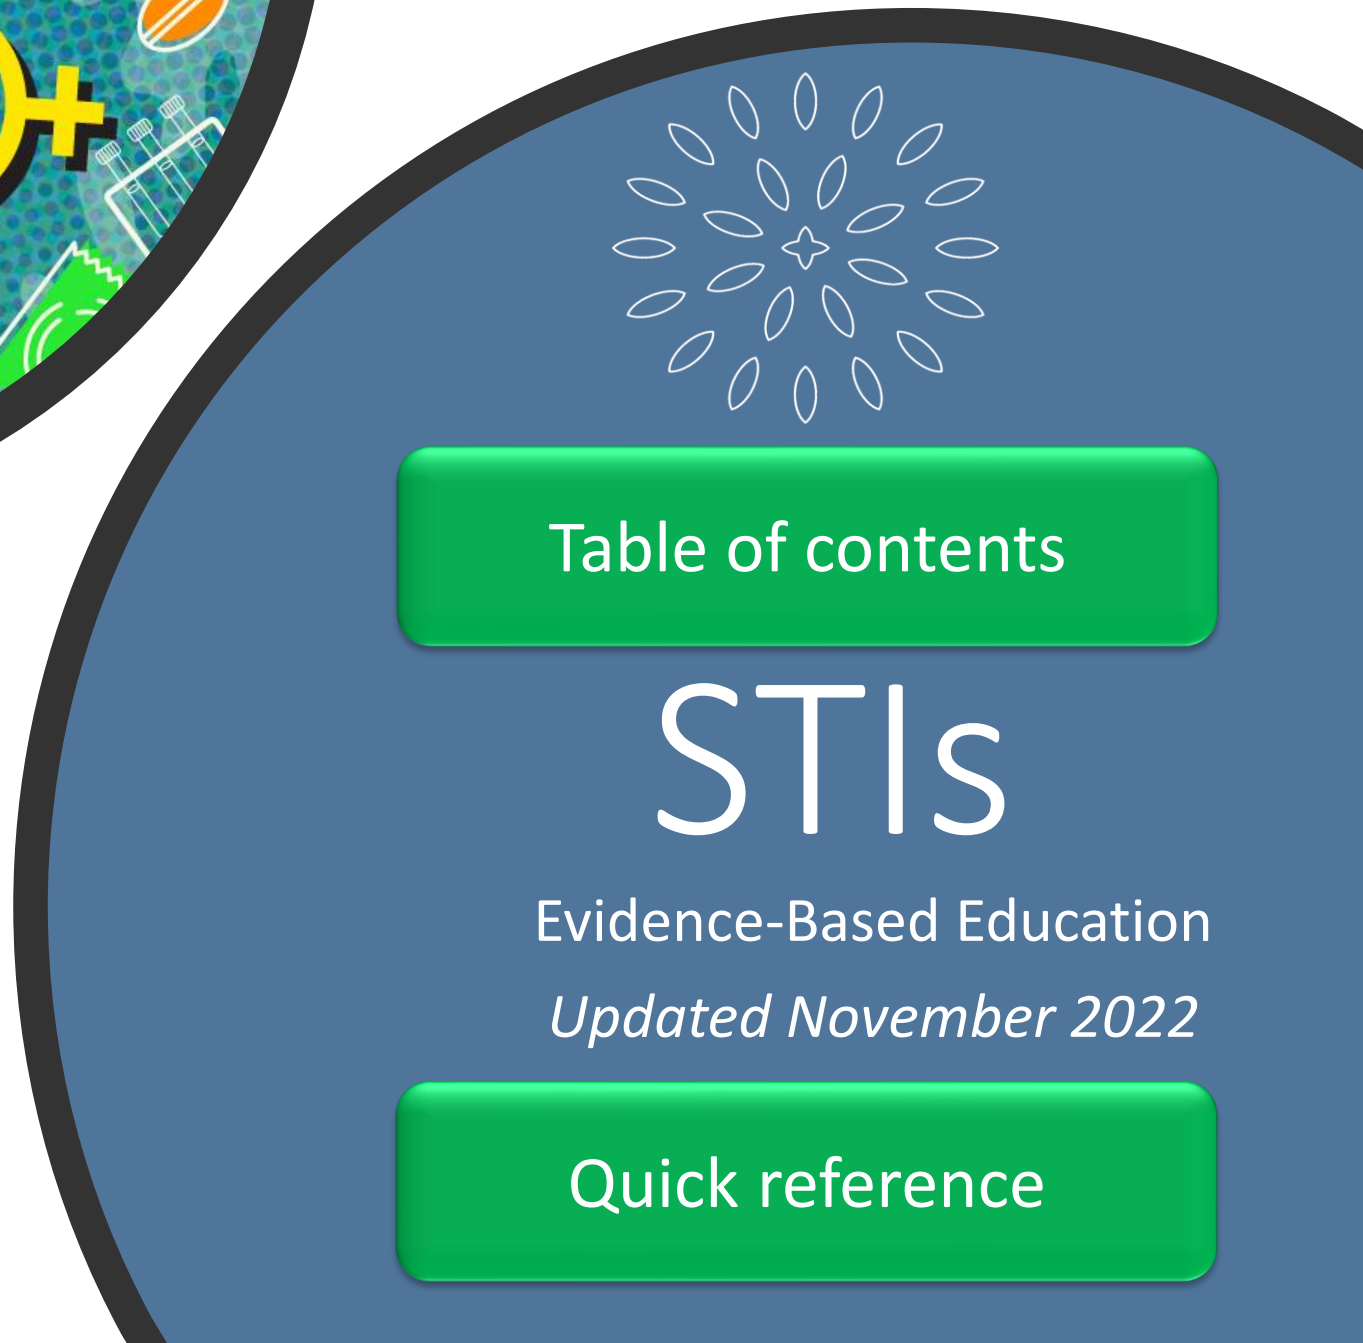 +
Table of contents
STIs
Evidence-Based Education
Updated November 2022
Quick reference